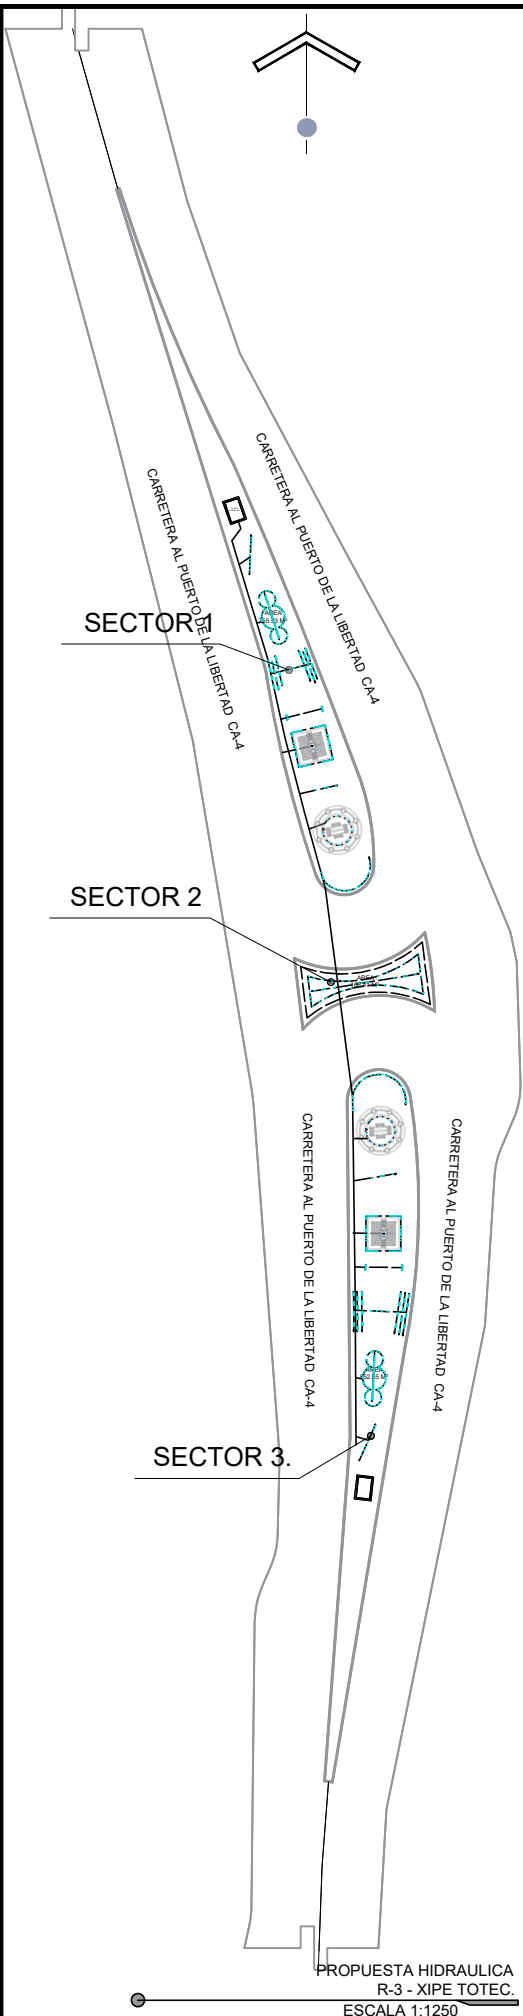 CARRETERA AL PUERTO DE LA LIBERTAD CA-4
CARRETERA AL PUERTO DE LA LIBERTAD CA-4
SECTOR 1
AREA
SECTOR 2
AREA
CARRETERA AL PUERTO DE LA LIBERTAD CA-4
CARRETERA AL PUERTO DE LA LIBERTAD CA-4
SECTOR 3.
PROPUESTA HIDRAULICA
R-3 - XIPE TOTEC.
ESCALA 1:1250